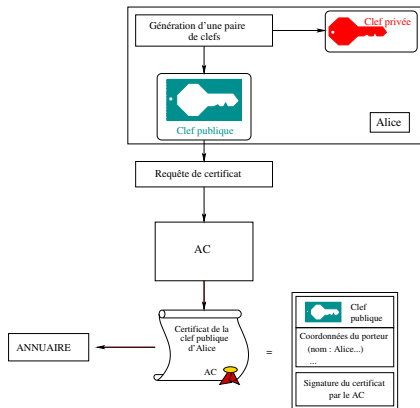 Génération d'une paire
de clefs
Clef privée
Clef publique
Alice
Requête de certificat
AC
Certificat de la
clef publique
d'Alice
AC
ANNUAIRE
=
Clef
publique
Coordonnées du porteur
(nom : Alice...)
...
Signature du certificat
par le AC